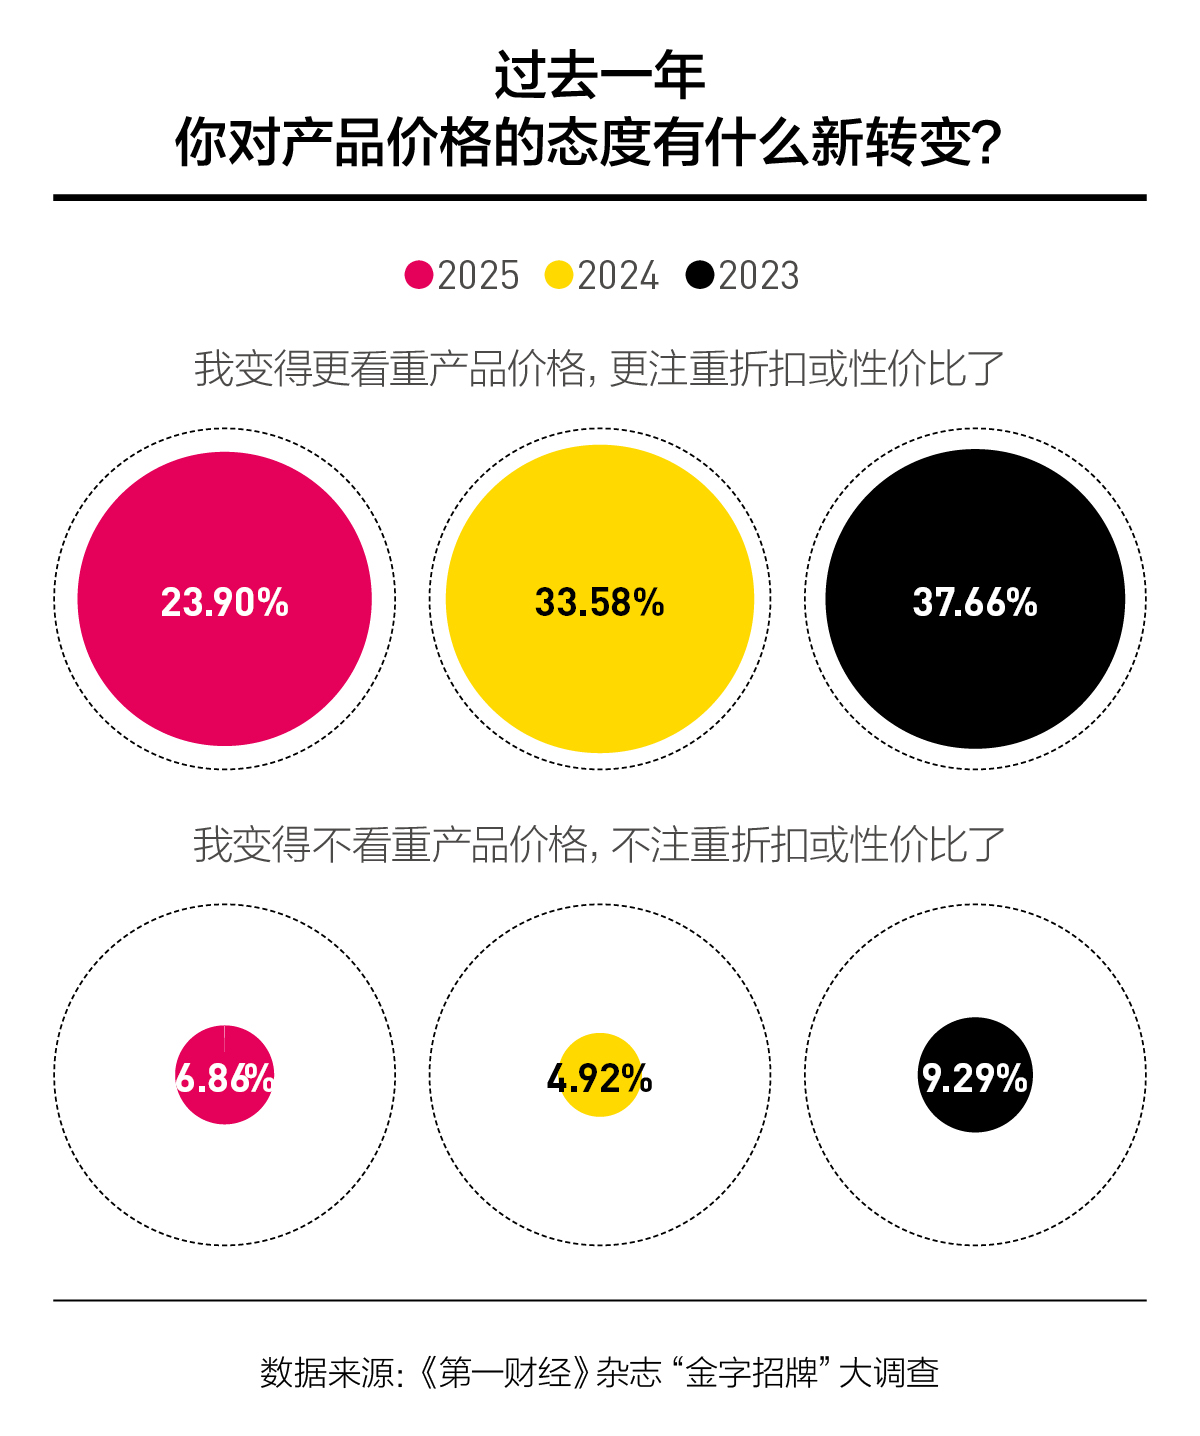 过去一年
你对产品价格的态度有什么新转变?
2025 2024 2023
我变得更看重产品价格,更注重折扣或性价比了
23.90% 33.58% 37.66%
我变得不看重产品价格,不注重折扣或性价比了
6.86% 4.92% 9.29%
数据来源:《第一财经》杂志“金字招牌”大调查